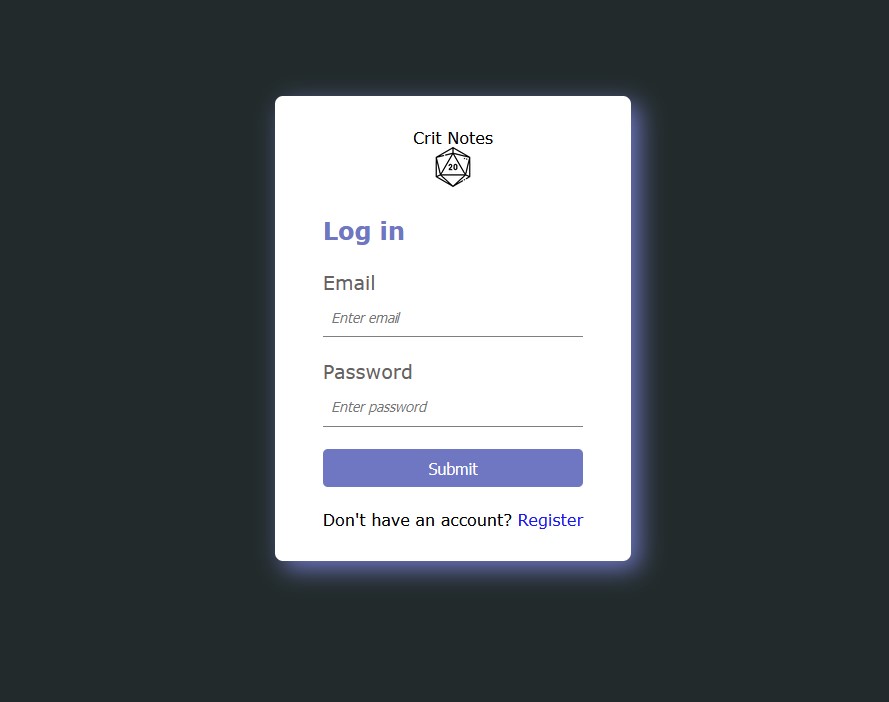 Crit Notes
20
Log in
Email
Enter email
Password
Enter password
Submit
Don't have an account? Register